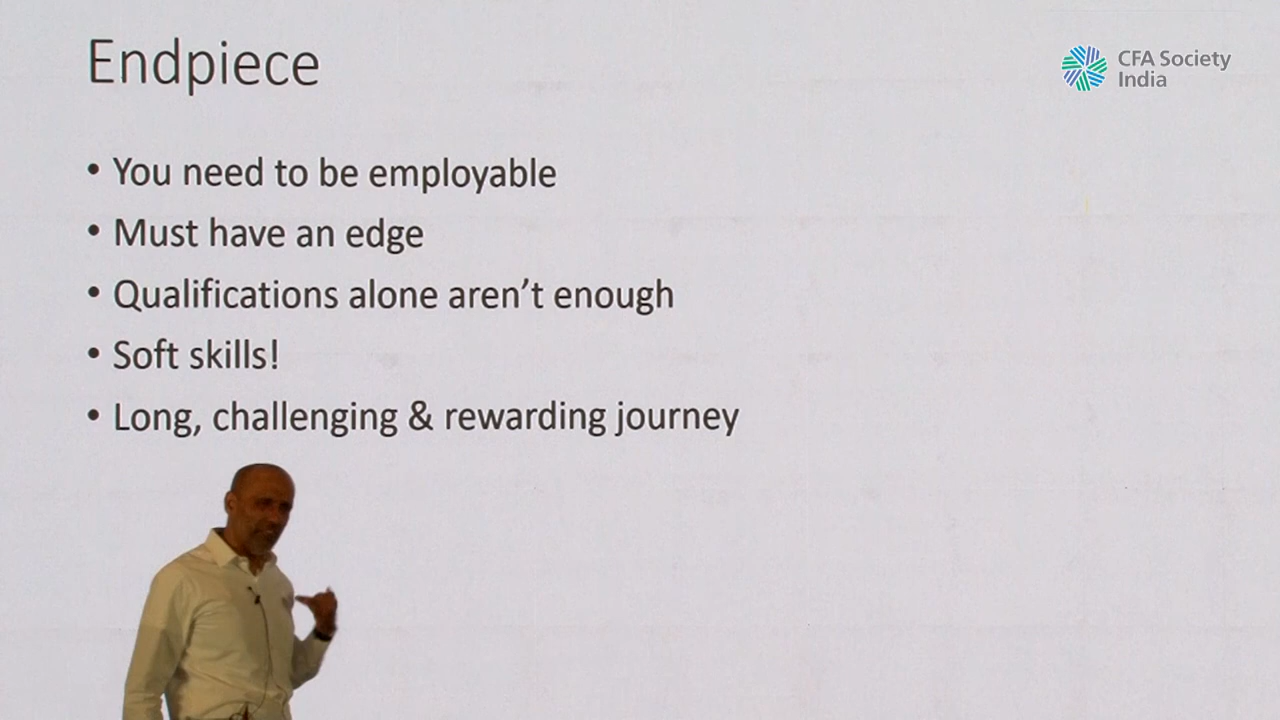 Endpiece
CFA Society
India
• You need to be employable
• Must have an edge
• Qualifications alone aren’t enough
• Soft skills!
• Long, challenging & rewarding journey